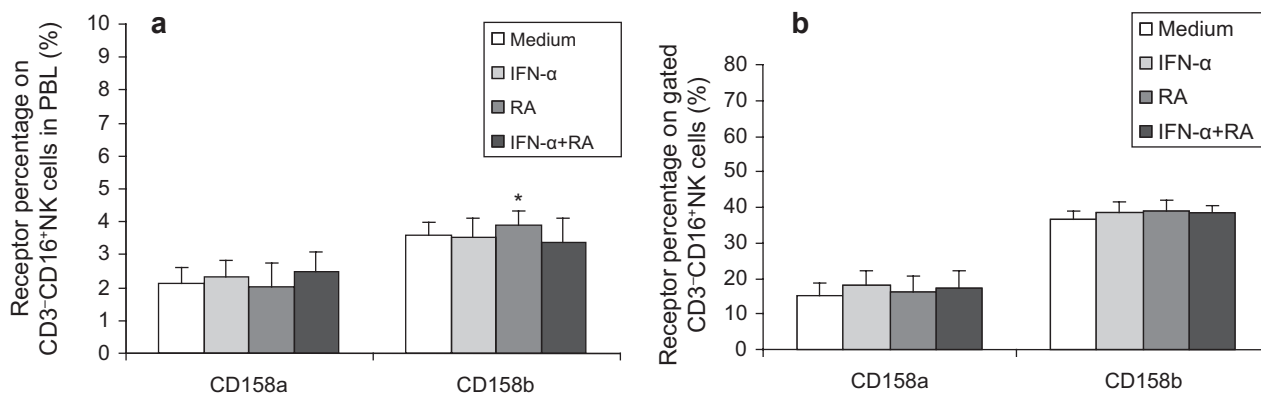 a
Receptor percentage on
CD3⁻CD16⁺NK cells in PBL (%)
10
9
8
7
6
5
4
3
2
1
0
Medium
IFN-α
RA
IFN-α+RA
*
CD158a
CD158b
b
Receptor percentage on gated
CD3⁻CD16⁺NK cells (%)
80
70
60
50
40
30
20
10
0
Medium
IFN-α
RA
IFN-α+RA
CD158a
CD158b